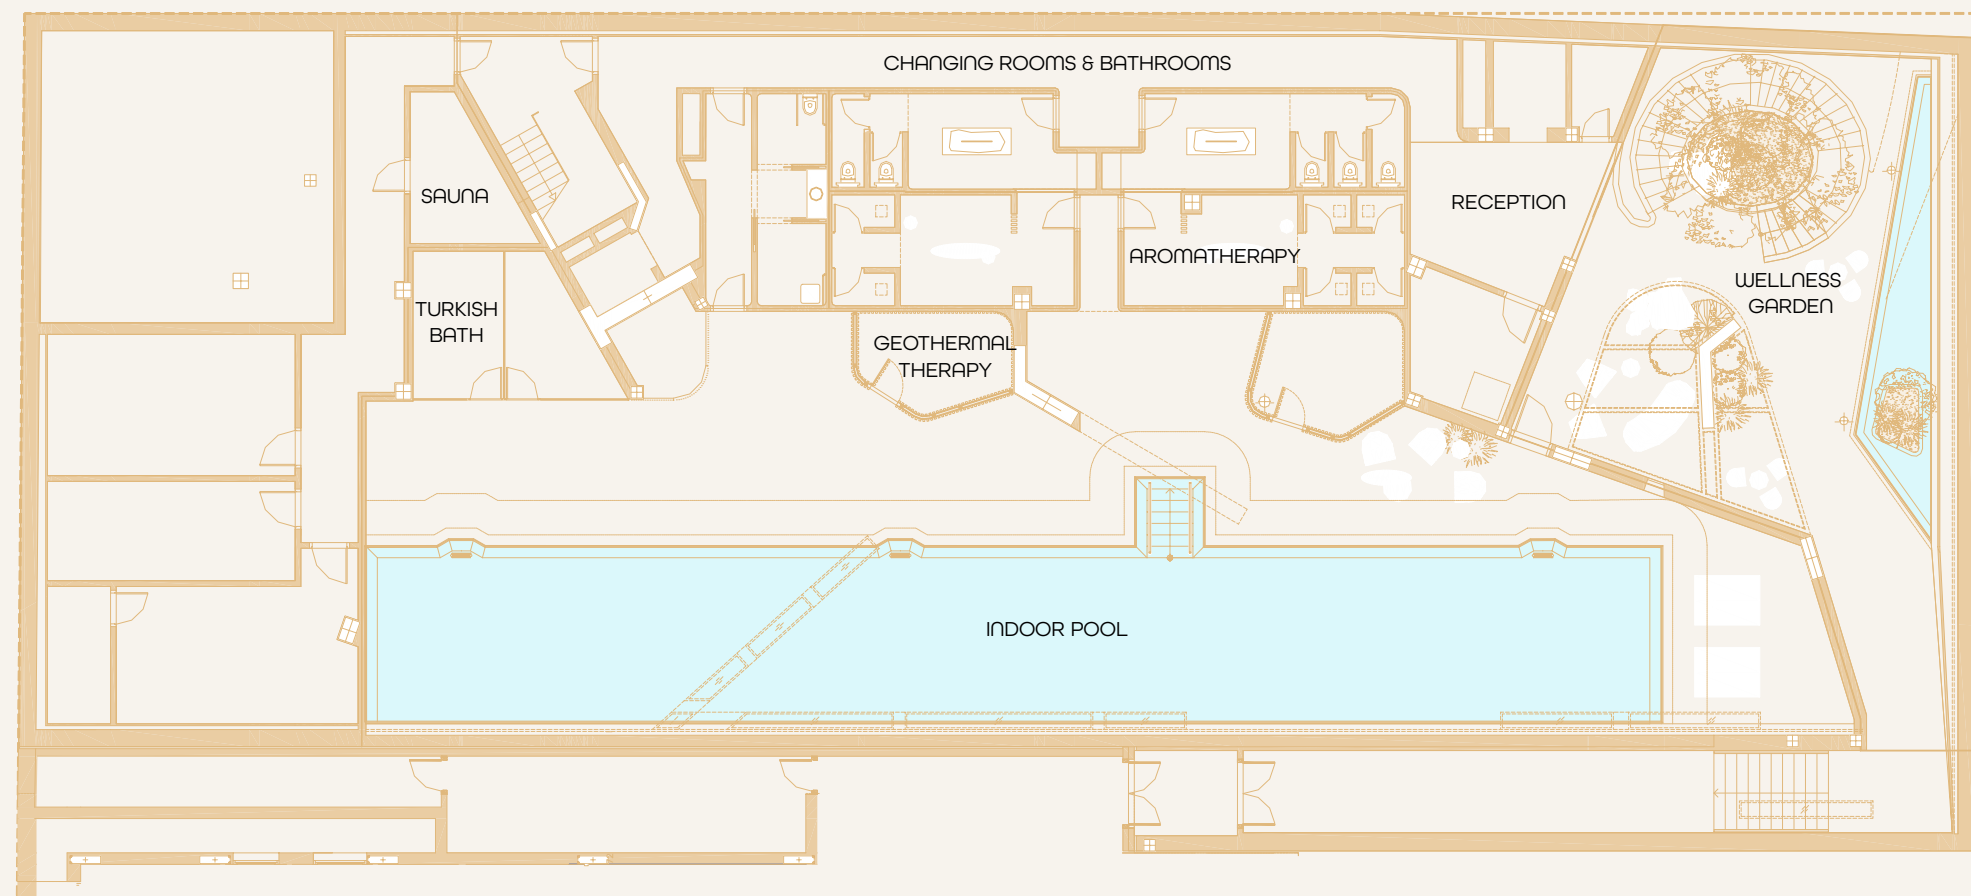 CHANGING ROOMS & BATHROOMS
SAUNA
RECEPTION
AROMATHERAPY
WELLNESS
GARDEN
TURKISH
BATH
GEOTHERMAL
THERAPY
INDOOR POOL